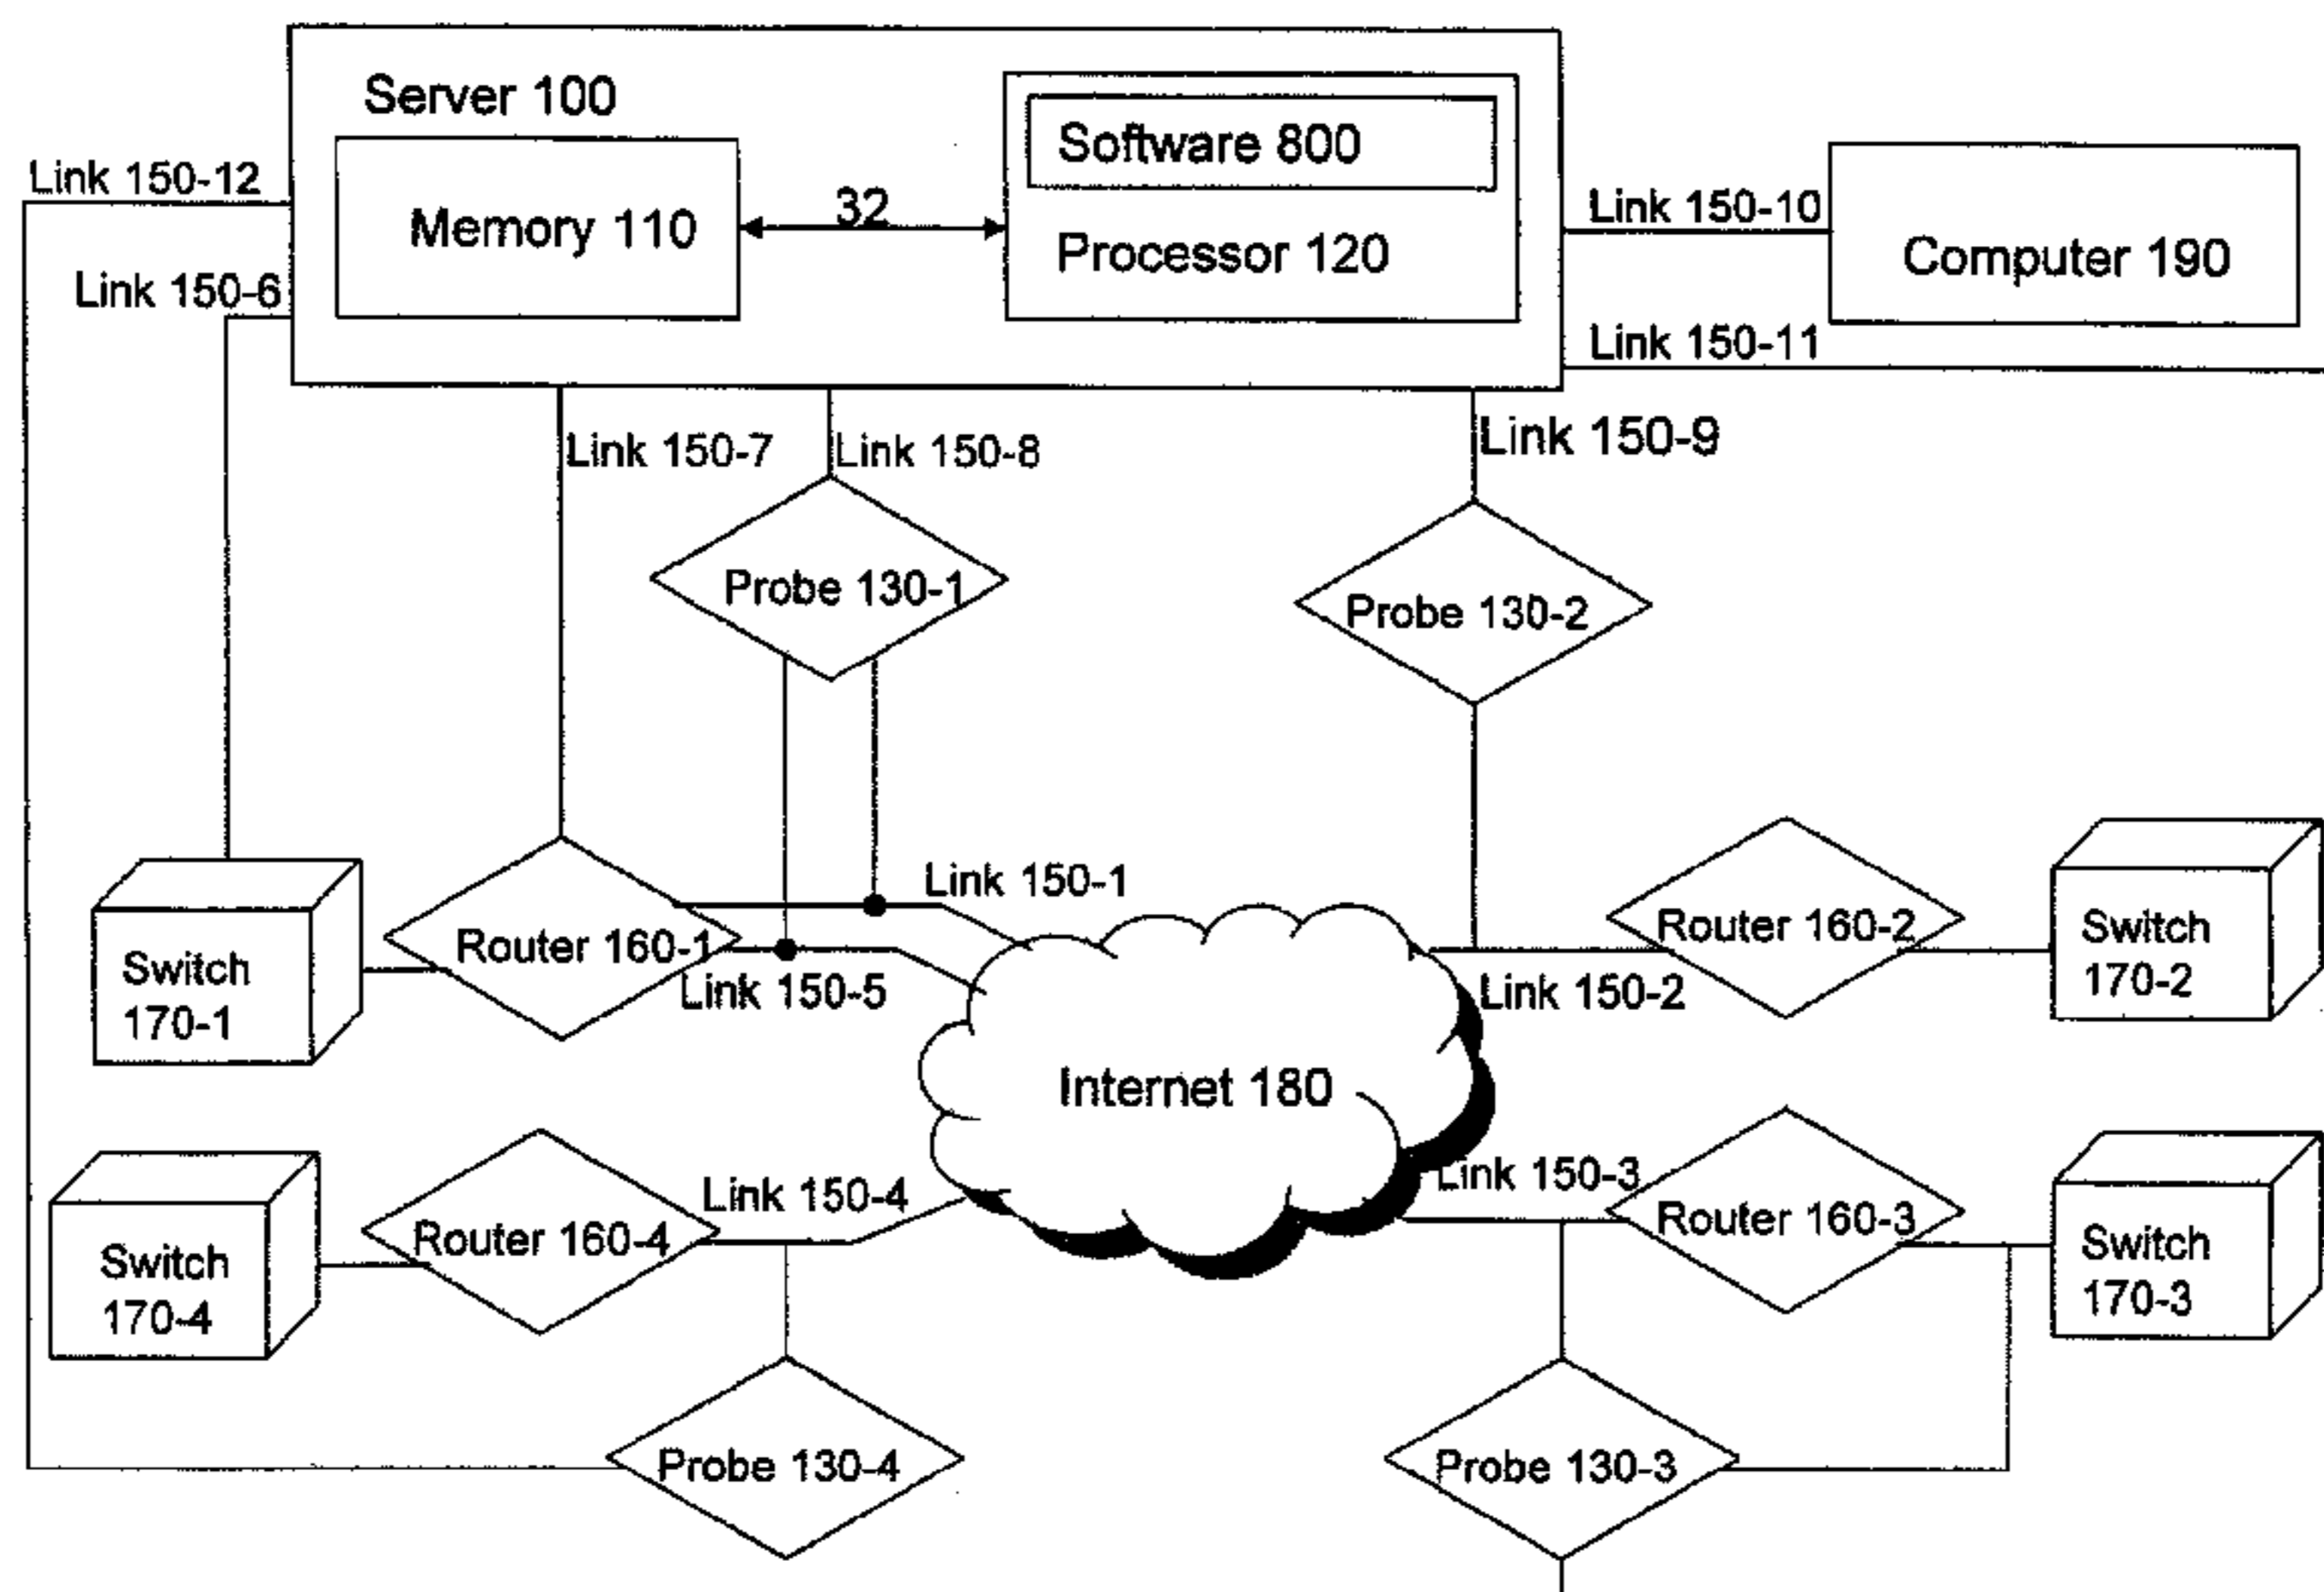 Server 100
Software 800
Link 150-12
Memory 110
32
Processor 120
Link 150-10
Computer 190
Link 150-6
Link 150-11
Link 150-7
Link 150-8
Link 150-9
Probe 130-1
Probe 130-2
Link 150-1
Router 160-1
Router 160-2
Switch
170-1
Switch
170-2
Link 150-5
Link 150-2
Internet 180
Link 150-4
Link 150-3
Router 160-4
Router 160-3
Switch
170-4
Switch
170-3
Probe 130-4
Probe 130-3